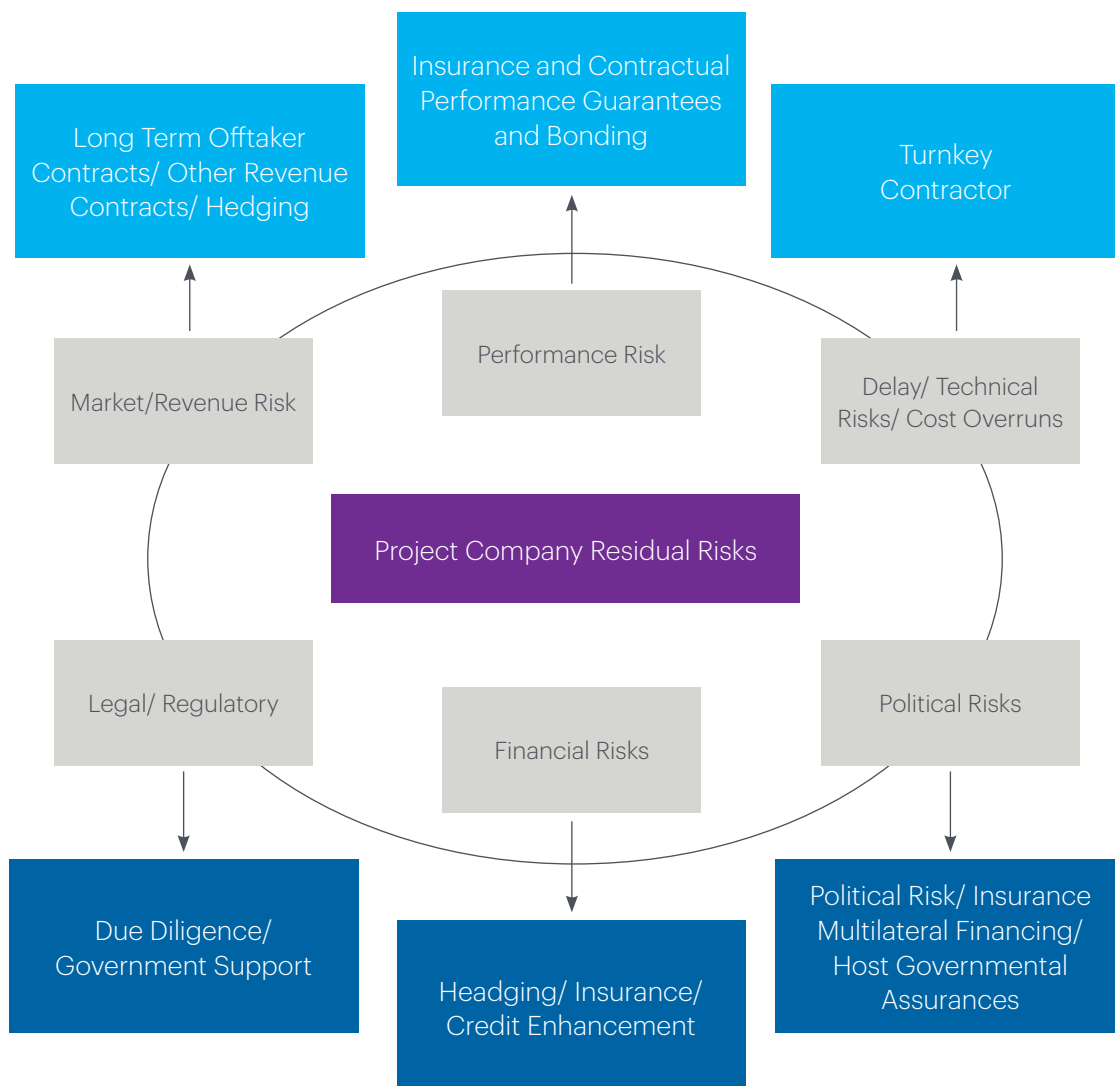 Insurance and Contractual
Performance Guarantees
and Bonding
Long Term Offtaker
Contracts/ Other Revenue
Contracts/ Hedging
Turnkey
Contractor
Performance Risk
Market/Revenue Risk
Delay/ Technical
Risks/ Cost Overruns
Project Company Residual Risks
Legal/ Regulatory
Financial Risks
Political Risks
Due Diligence/
Government Support
Headging/ Insurance/
Credit Enhancement
Political Risk/ Insurance
Multilateral Financing/
Host Governmental
Assurances